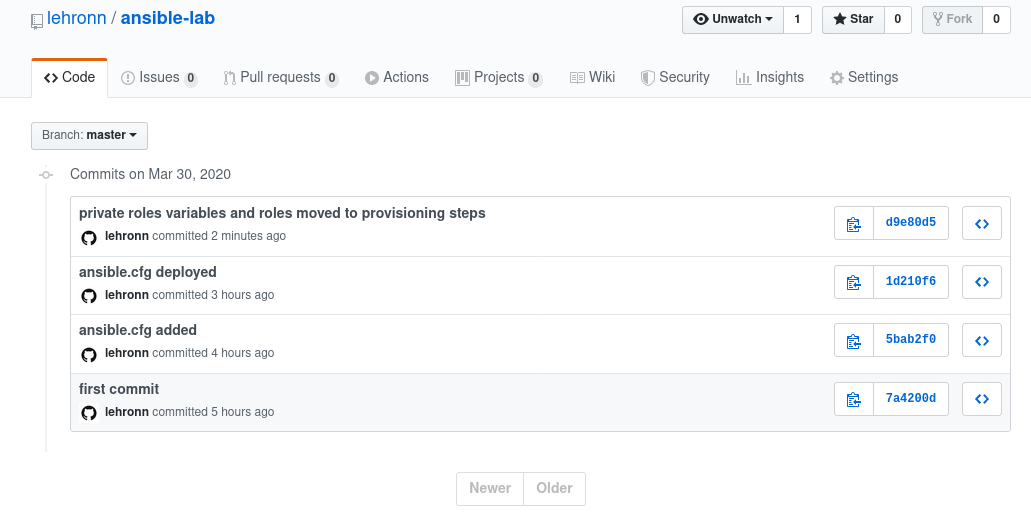 lehronn / ansible-lab
Unwatch 1 Star 0 Fork 0
Code Issues 0 Pull requests 0 Actions Projects 0 Wiki Security Insights Settings
Branch: master
Commits on Mar 30, 2020
private roles variables and roles moved to provisioning steps
lehronn committed 2 minutes ago
d9e80d5
ansible.cfg deployed
lehronn committed 3 hours ago
1d210f6
ansible.cfg added
lehronn committed 4 hours ago
5bab2f0
first commit
lehronn committed 5 hours ago
7a4200d
Newer Older